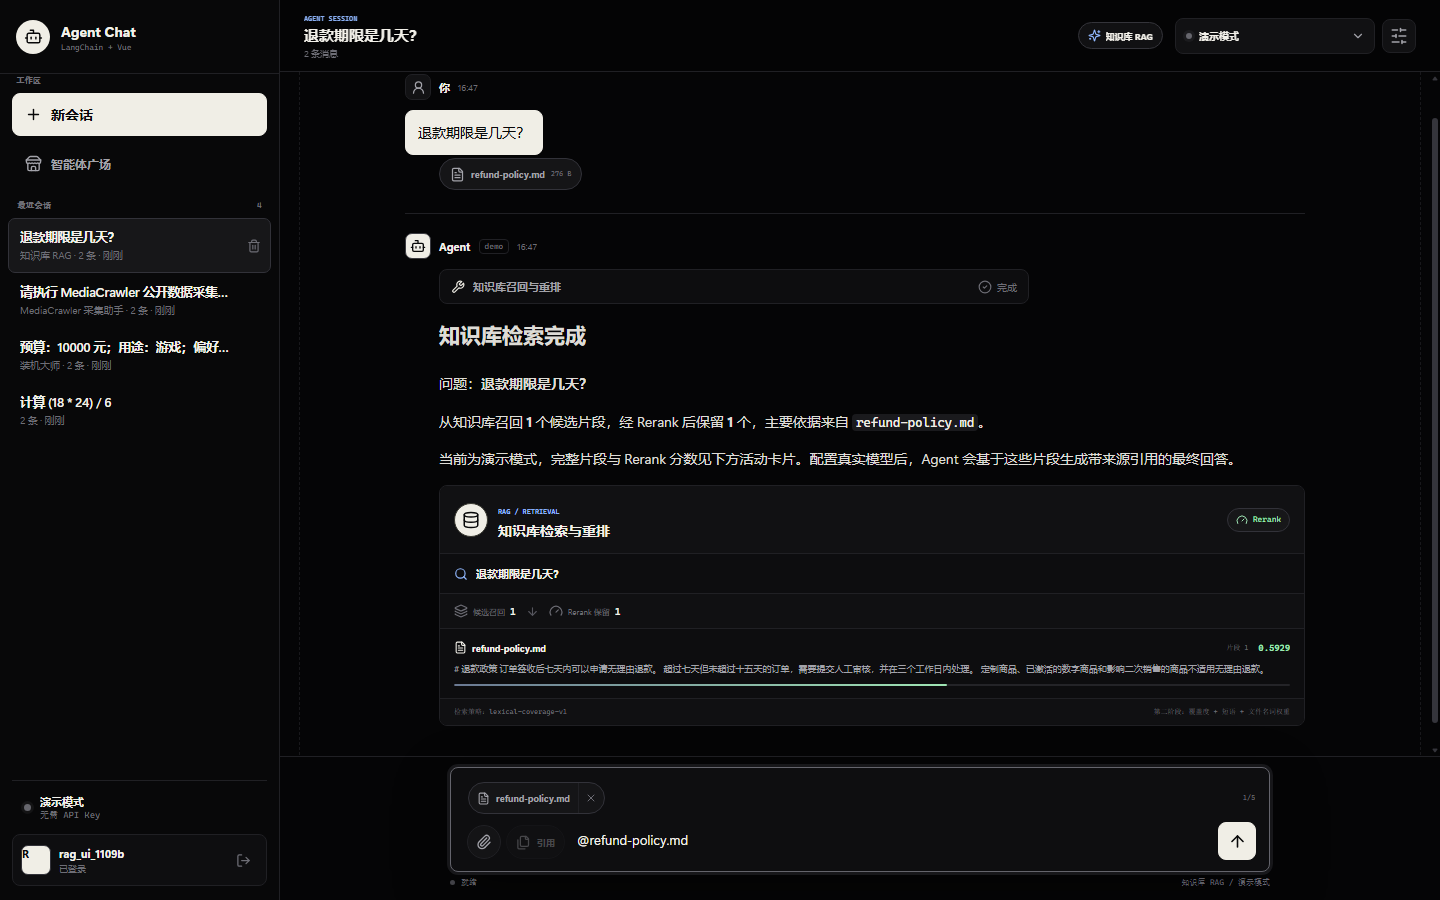 Agent Chat
LangChain + Vue
工作区
新会话
智能体广场
最近会话 4
退款期限是几天?
知识库 RAG · 2 条 · 刚刚
请执行 MediaCrawler 公开数据采集...
MediaCrawler 采集助手 · 2 条 · 刚刚
预算：10000 元；用途：游戏；偏好...
装机大师 · 2 条 · 刚刚
计算 (18 * 24) / 6
2 条 · 刚刚
演示模式
无需 API Key
R
rag_ui_1109b
已登录
AGENT SESSION
退款期限是几天?
2 条消息
知识库 RAG
演示模式
你 16:47
退款期限是几天?
refund-policy.md 276 B
Agent demo 16:47
知识库召回与重排 完成
知识库检索完成
问题：退款期限是几天?
从知识库召回 1 个候选片段，经 Rerank 后保留 1 个，主要依据来自 refund-policy.md。
当前为演示模式，完整片段与 Rerank 分数见下方活动卡片。配置真实模型后，Agent 会基于这些片段生成带来源引用的最终回答。
RAG / RETRIEVAL
知识库检索与重排
Rerank
退款期限是几天?
候选召回 1 Rerank 保留 1
refund-policy.md 片段 1 0.5929
# 退款政策 订单签收后七天内可以申请无理由退款。 超过七天但未超过十五天的订单，需要提交人工审核，并在三个工作日内处理。 定制商品、已激活的数字商品和影响二次销售的商品不适用无理由退款。
检索策略：lexical-coverage-v1 第二阶段：覆盖度 + 短语 + 文件名词权重
refund-policy.md 1/5
引用
@refund-policy.md
就绪
知识库 RAG / 演示模式